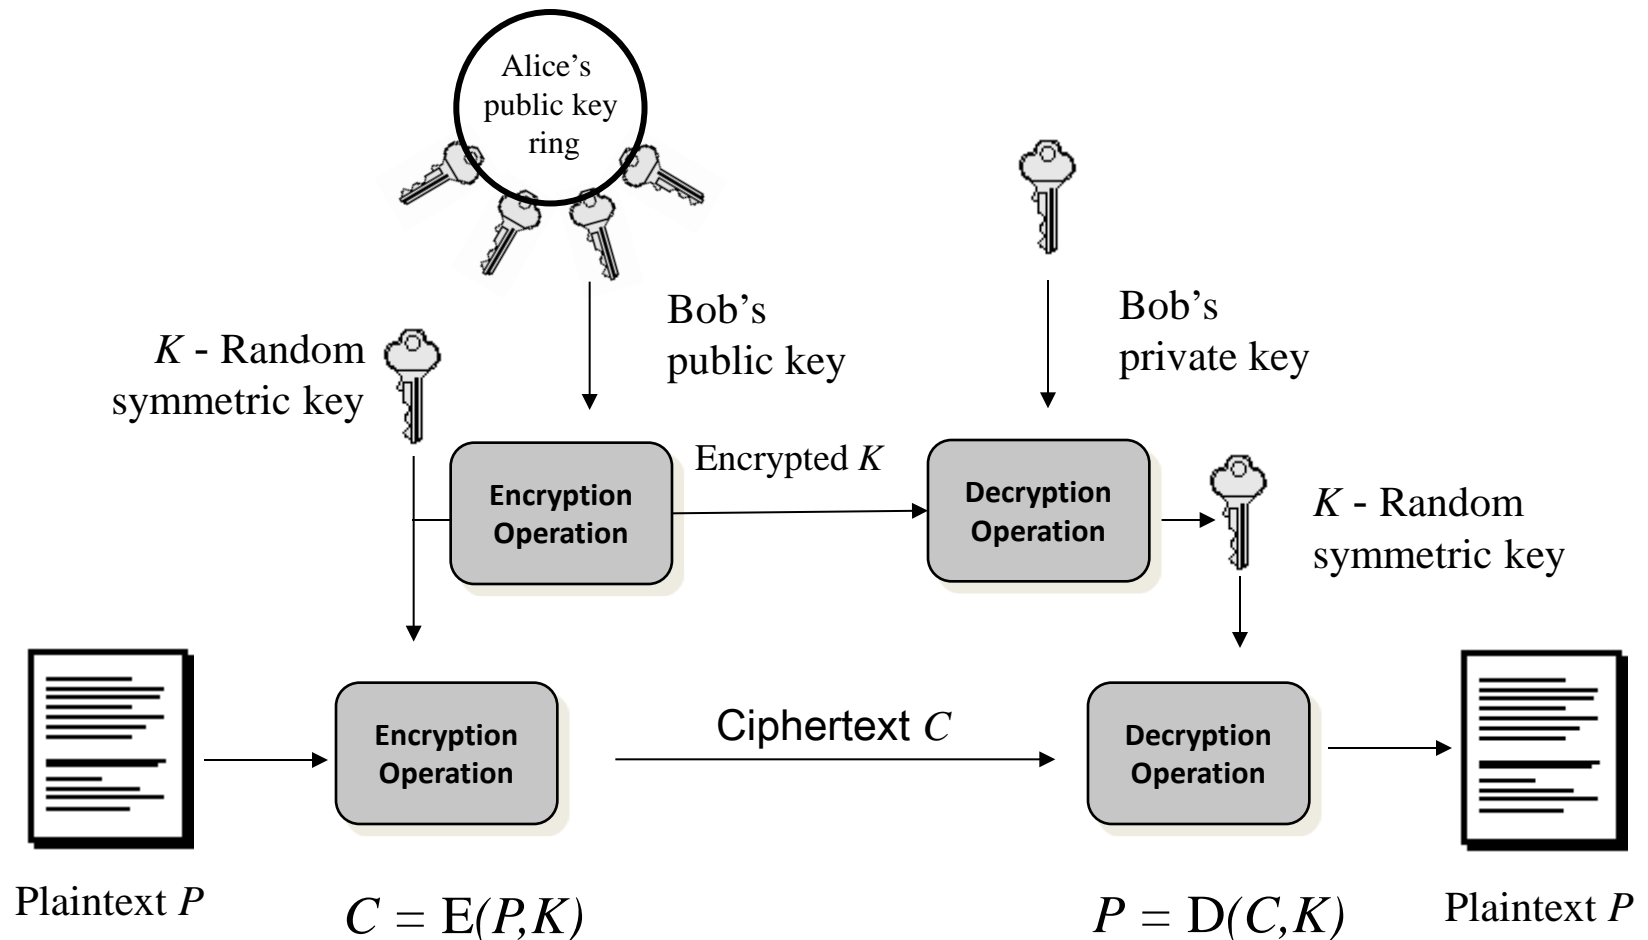 Alice’s
public key
ring
Bob’s
public key
Bob’s
private key
K - Random
symmetric key
Encryption
Operation
Encrypted K
Decryption
Operation
K - Random
symmetric key
Encryption
Operation
Ciphertext C
Decryption
Operation
Plaintext P
C = E(P,K)
P = D(C,K)
Plaintext P